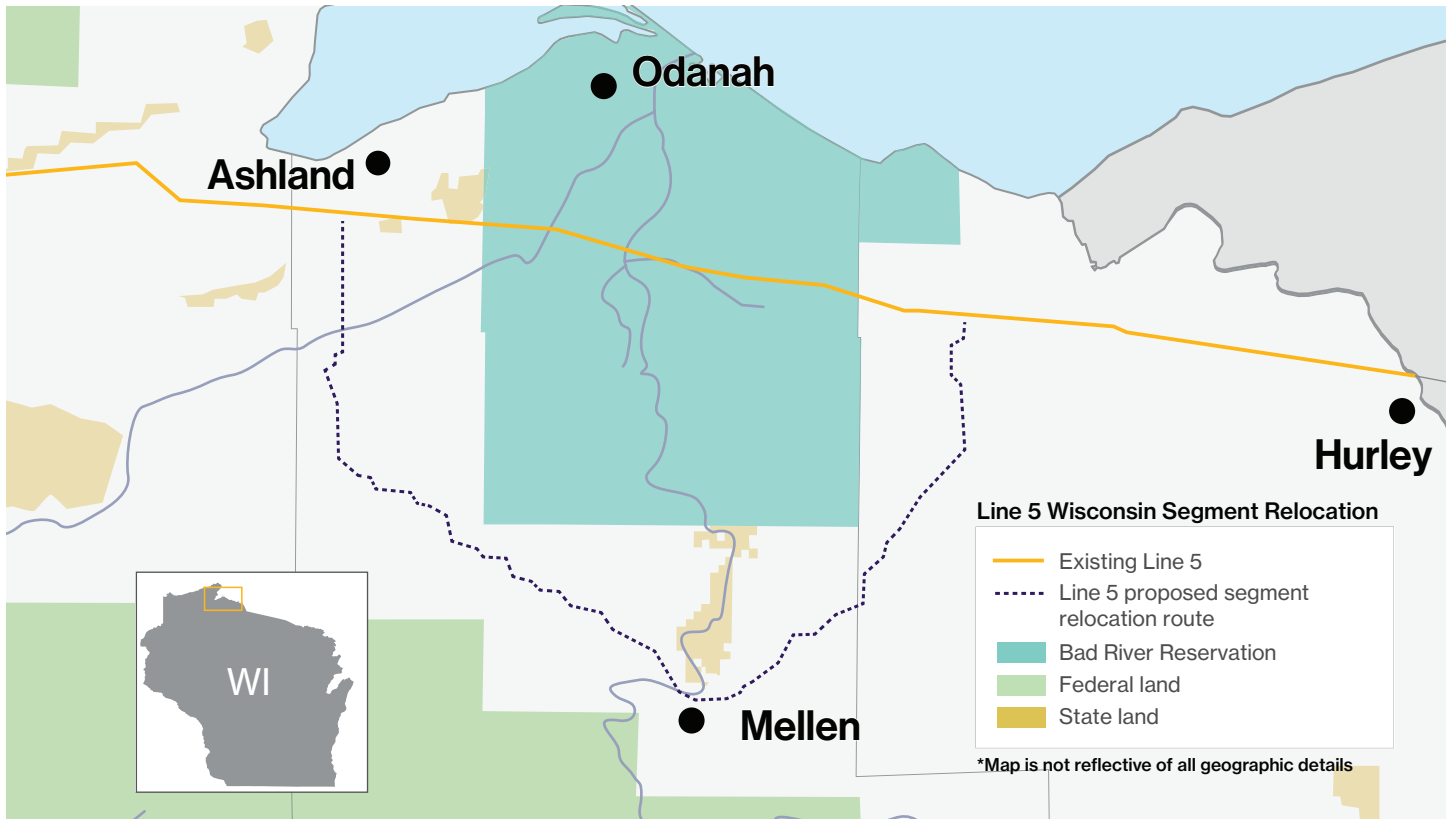 Odanah
Ashland
Hurley
Line 5 Wisconsin Segment Relocation
Existing Line 5
Line 5 proposed segment
relocation route
Bad River Reservation
Federal land
State land
WI
Mellen
*Map is not reflective of all geographic details